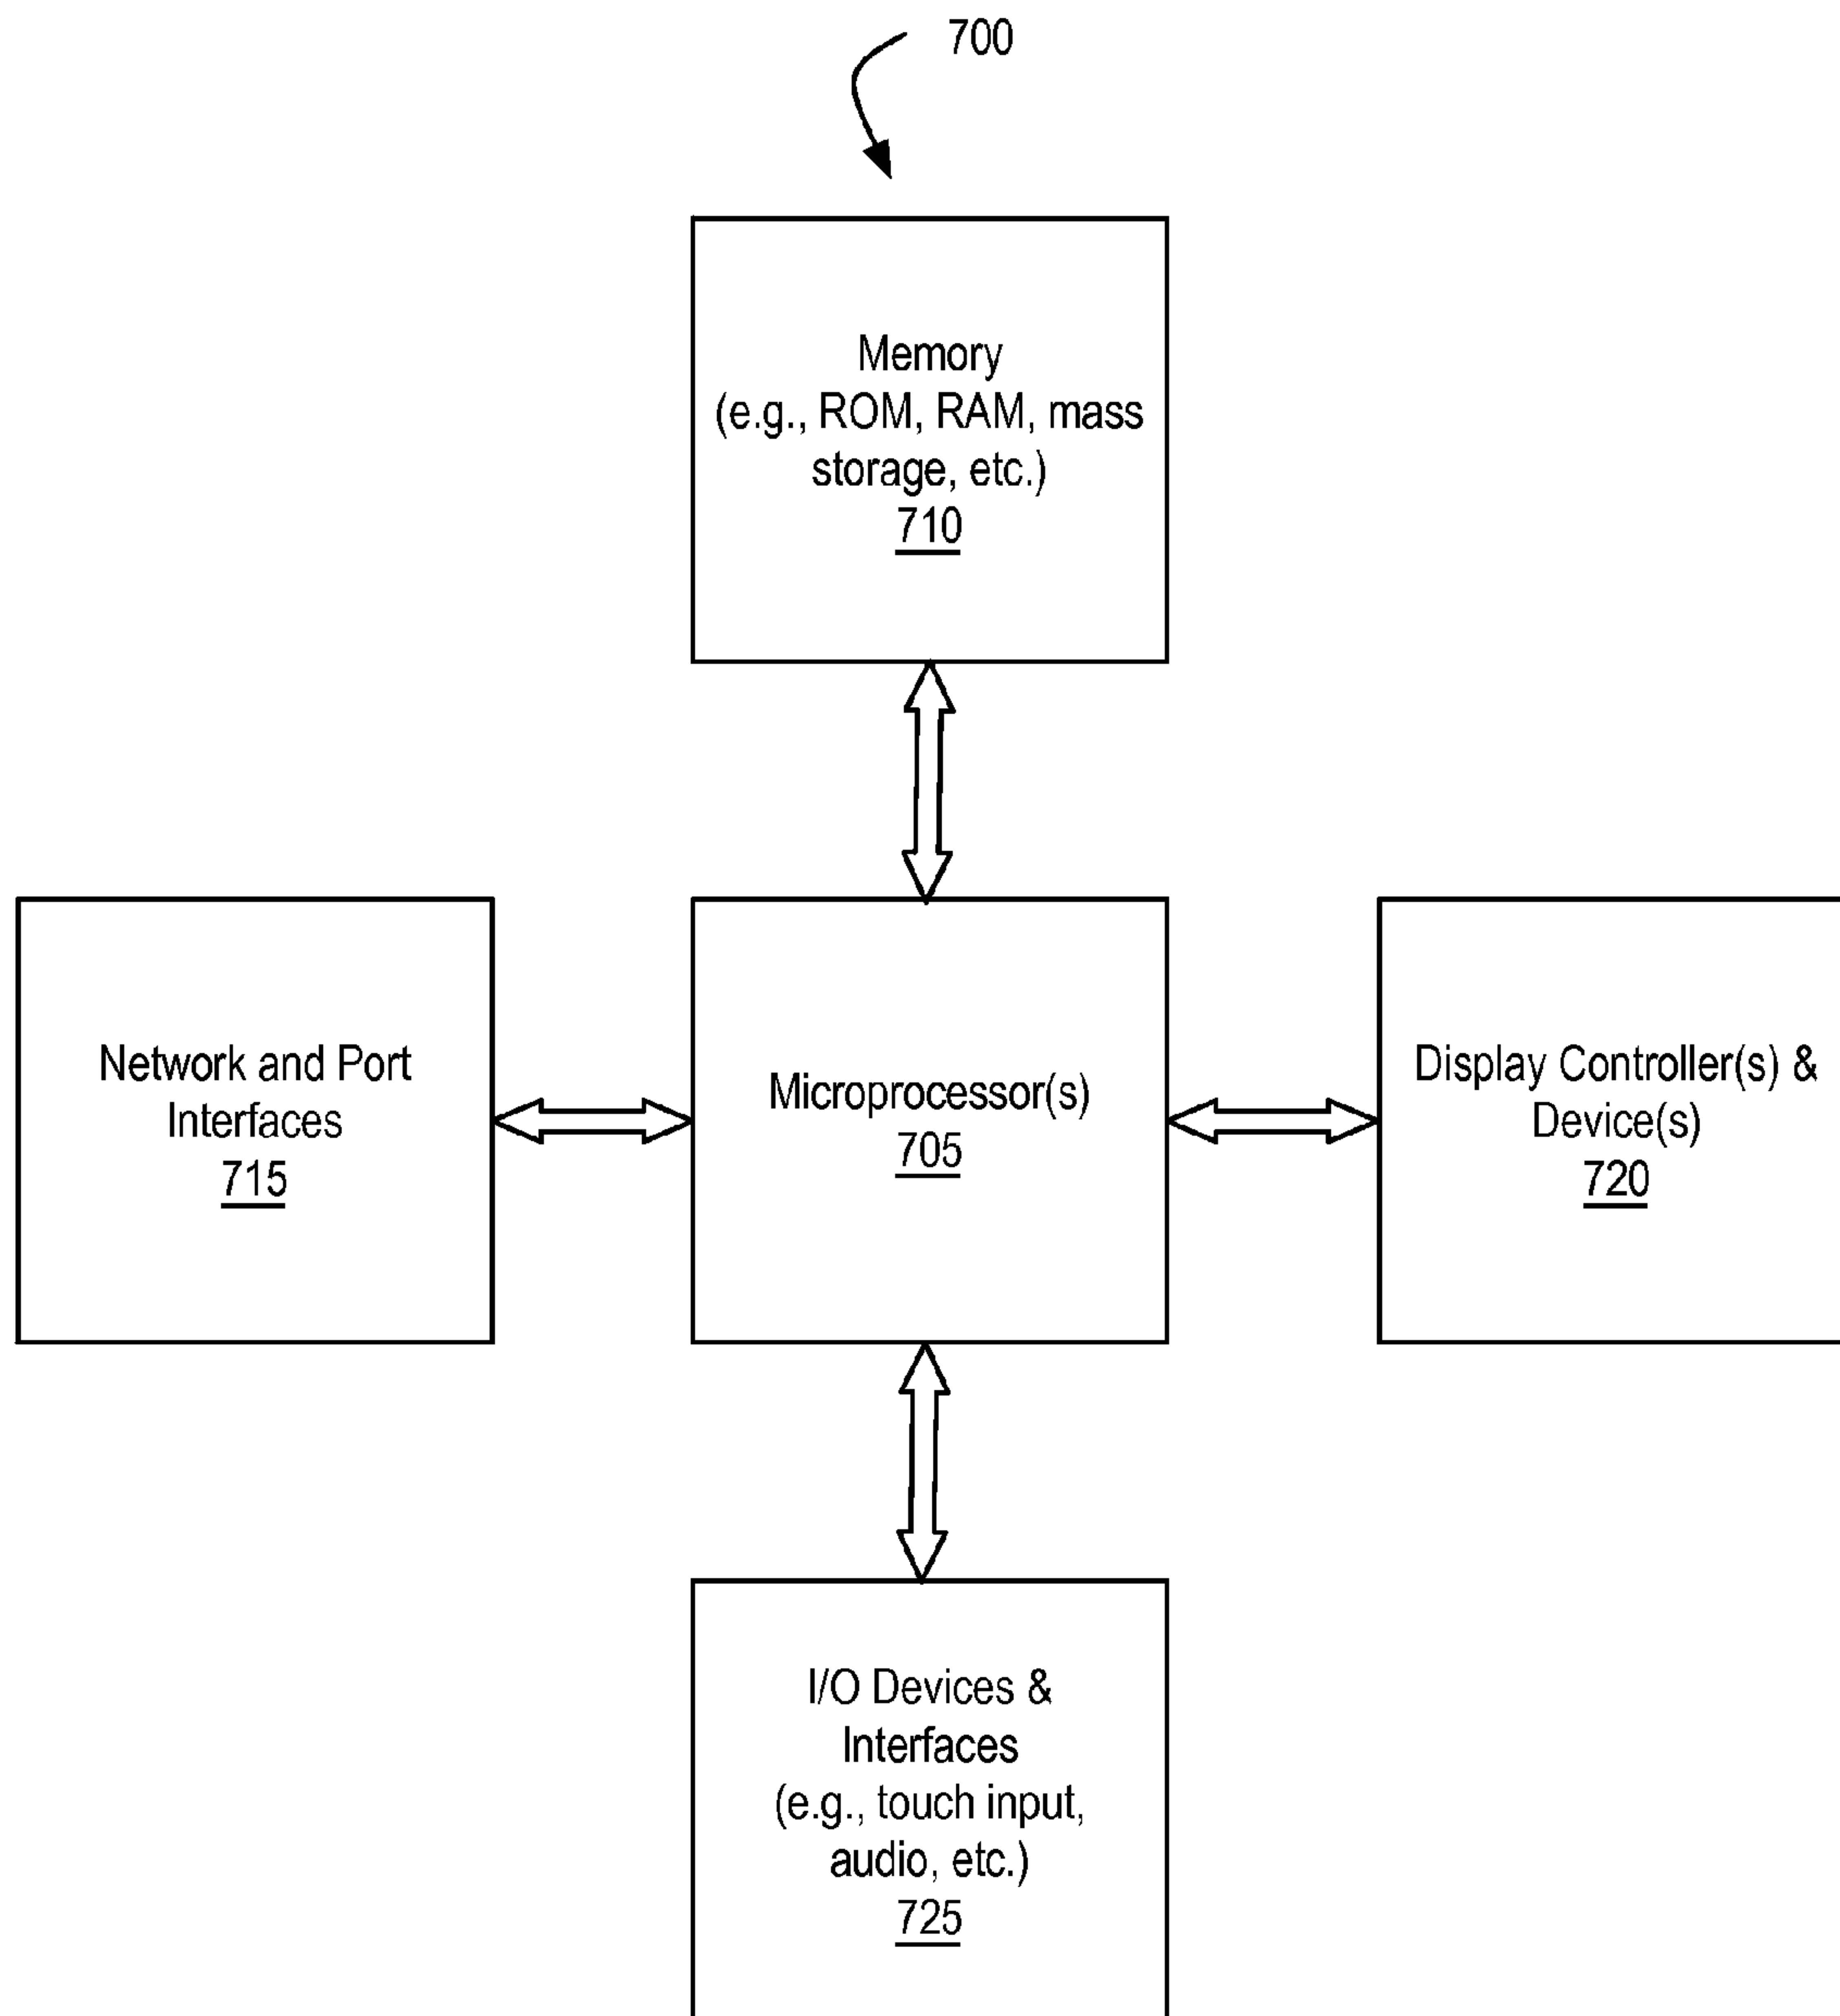 700
Memory
(e.g., ROM, RAM, mass
storage, etc.)
710
Network and Port
Interfaces
715
Microprocessor(s)
705
Display Controller(s) &
Device(s)
720
I/O Devices &
Interfaces
(e.g., touch input,
audio, etc.)
725